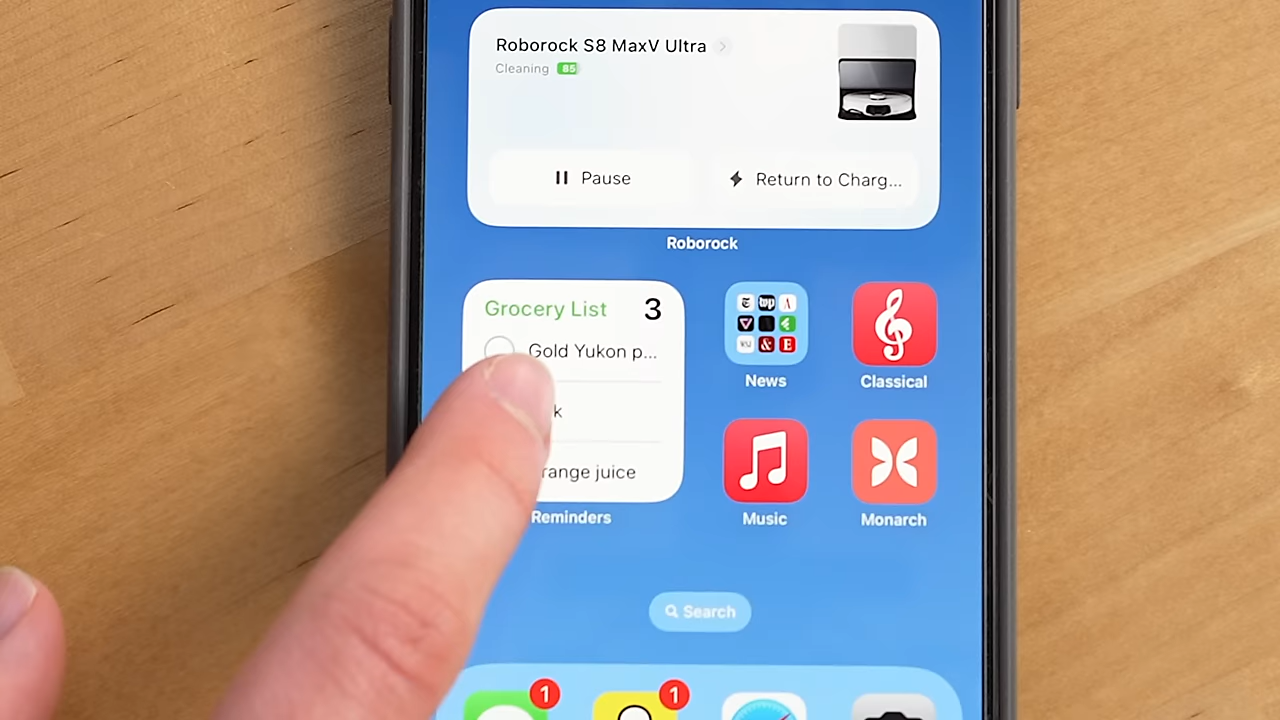 Roborock S8 MaxV Ultra
Cleaning 85
Pause
Return to Charg...
Roborock
Grocery List 3
Gold Yukon p...
k
range juice
Reminders
News
Classical
Music
Monarch
Search
1
1